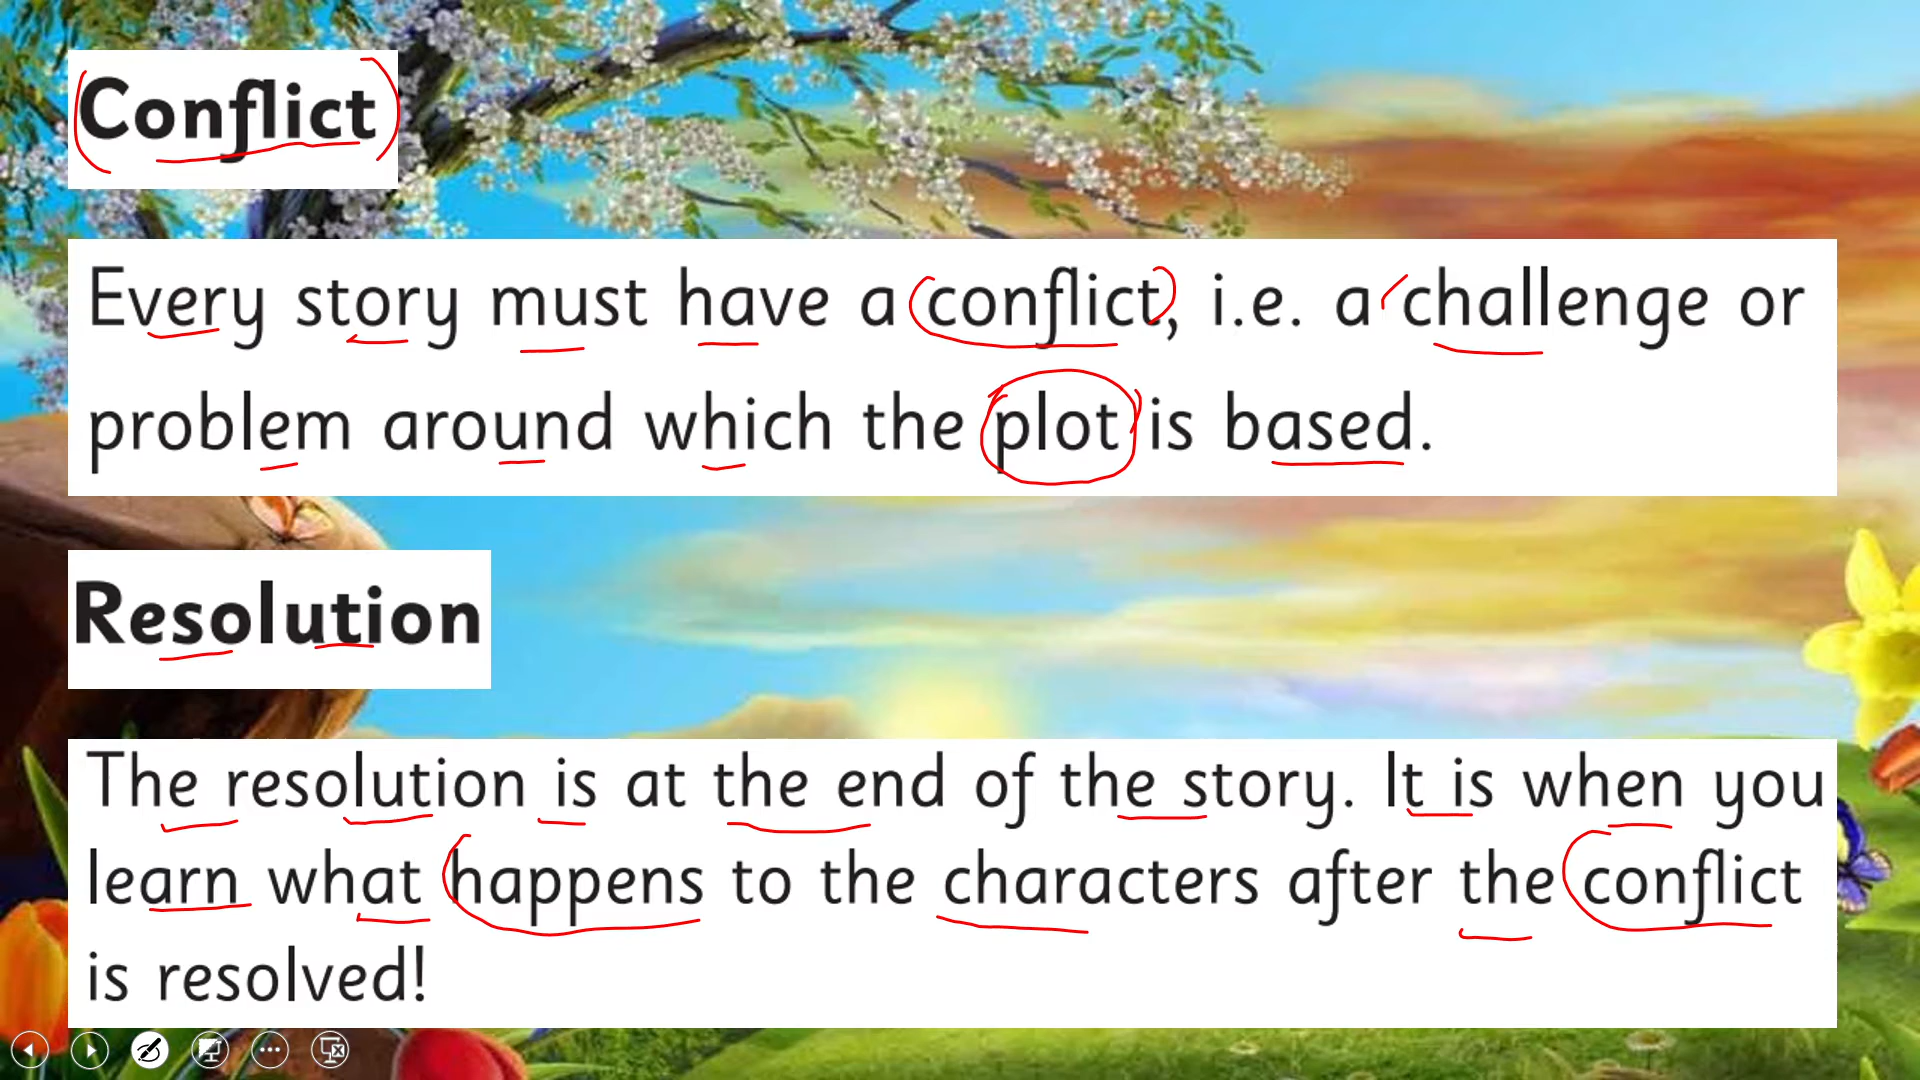 Conflict
Every story must have a conflict, i.e. a challenge or
problem around which the plot is based.
Resolution
The resolution is at the end of the story. It is when you
learn what happens to the characters after the conflict
is resolved!